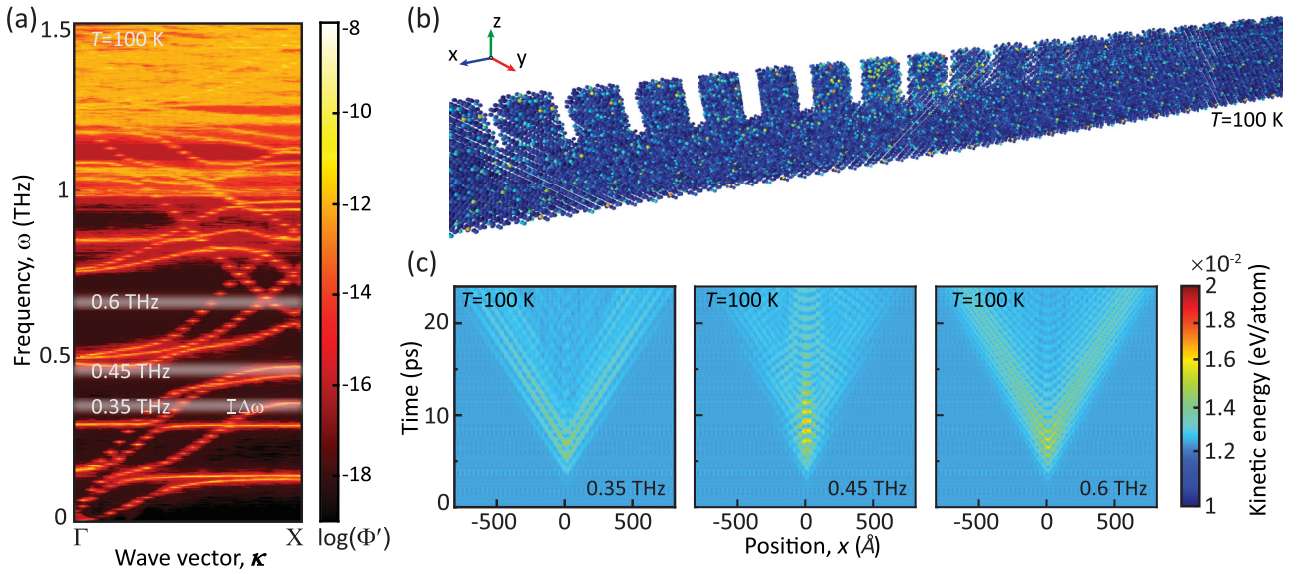 (a)
1.5
T=100 K
1
0.6 THz
0.5
0.45 THz
0.35 THz
Δω
0
Γ
X
Frequency, ω (THz)
Wave vector, κ
-8
-10
-12
-14
-16
-18
log(Φ')
(b)
z
x
y
T=100 K
(c)
T=100 K
T=100 K
T=100 K
20
10
0
Time (ps)
0.35 THz
0.45 THz
0.6 THz
-500 0 500
-500 0 500
-500 0 500
Position, x (Å)
×10⁻²
2
1.8
1.6
1.4
1.2
1
Kinetic energy (eV/atom)